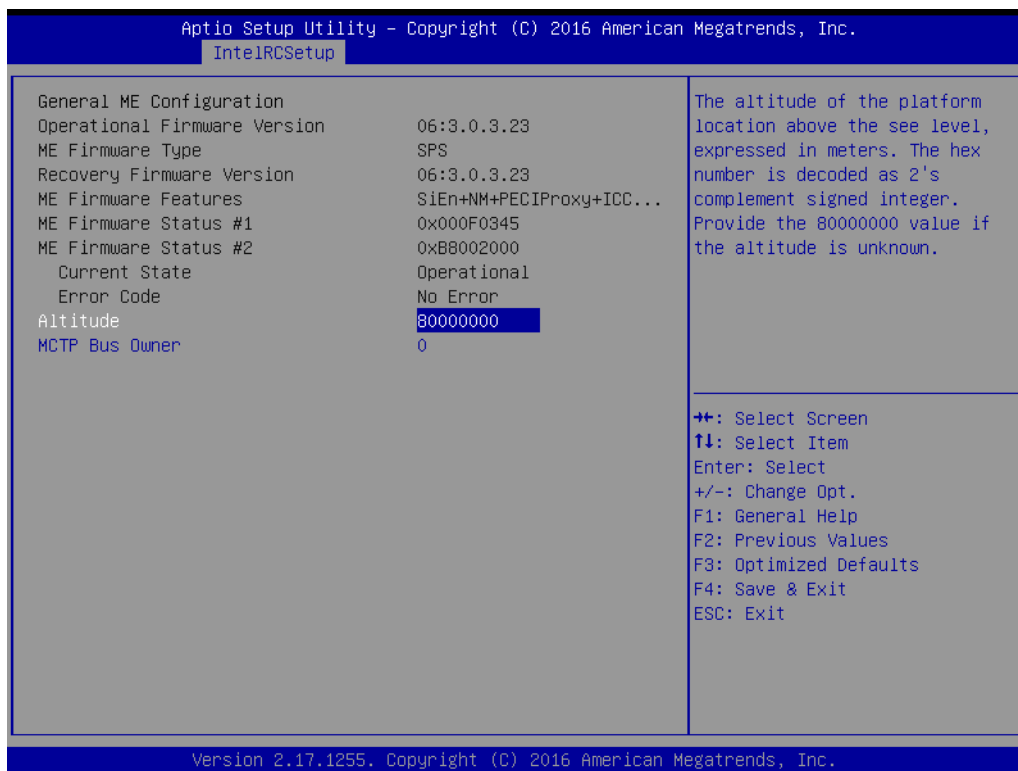 Aptio Setup Utility – Copyright (C) 2016 American Megatrends, Inc.
IntelRCSetup
General ME Configuration
Operational Firmware Version 06:3.0.3.23
ME Firmware Type SPS
Recovery Firmware Version 06:3.0.3.23
ME Firmware Features SiEn+NM+PECIProxy+ICC...
ME Firmware Status #1 0x000F0345
ME Firmware Status #2 0xB8002000
Current State Operational
Error Code No Error
Altitude 80000000
MCTP Bus Owner 0
The altitude of the platform
location above the see level,
expressed in meters. The hex
number is decoded as 2's
complement signed integer.
Provide the 80000000 value if
the altitude is unknown.
→←: Select Screen
↑↓: Select Item
Enter: Select
+/-: Change Opt.
F1: General Help
F2: Previous Values
F3: Optimized Defaults
F4: Save & Exit
ESC: Exit
Version 2.17.1255. Copyright (C) 2016 American Megatrends, Inc.